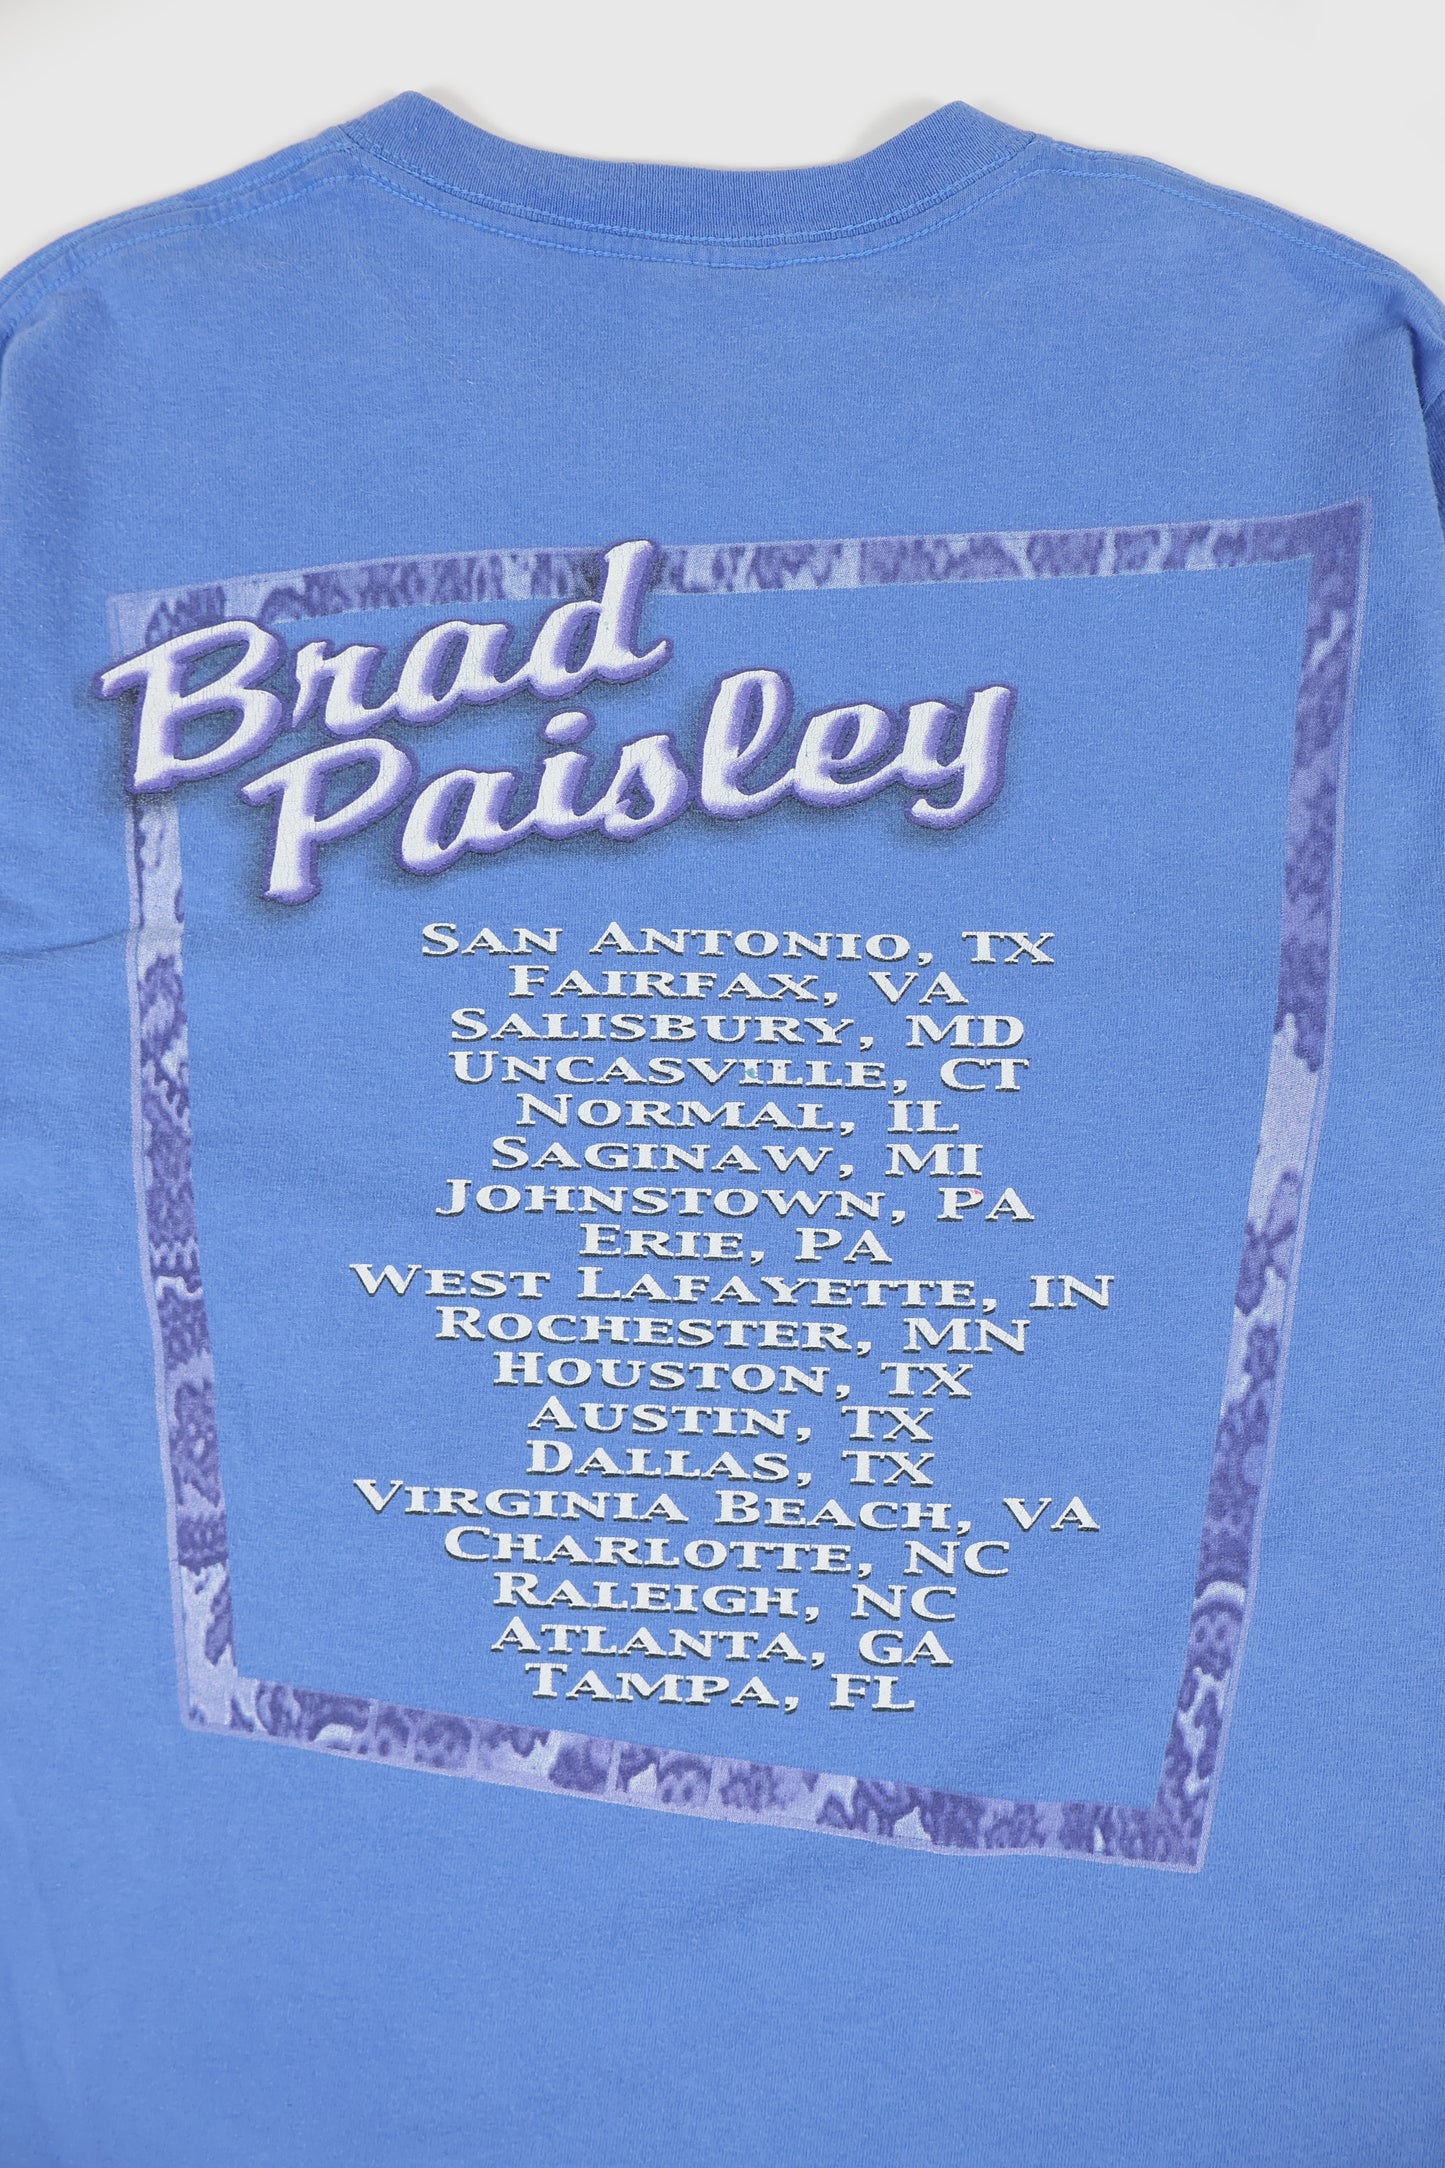 Brad
Paisley
San Antonio, TX
Fairfax, VA
Salisbury, MD
Uncasville, CT
Normal, IL
Saginaw, MI
Johnstown, PA
Erie, PA
West Lafayette, IN
Rochester, MN
Houston, TX
Austin, TX
Dallas, TX
Virginia Beach, VA
Charlotte, NC
Raleigh, NC
Atlanta, GA
Tampa, FL